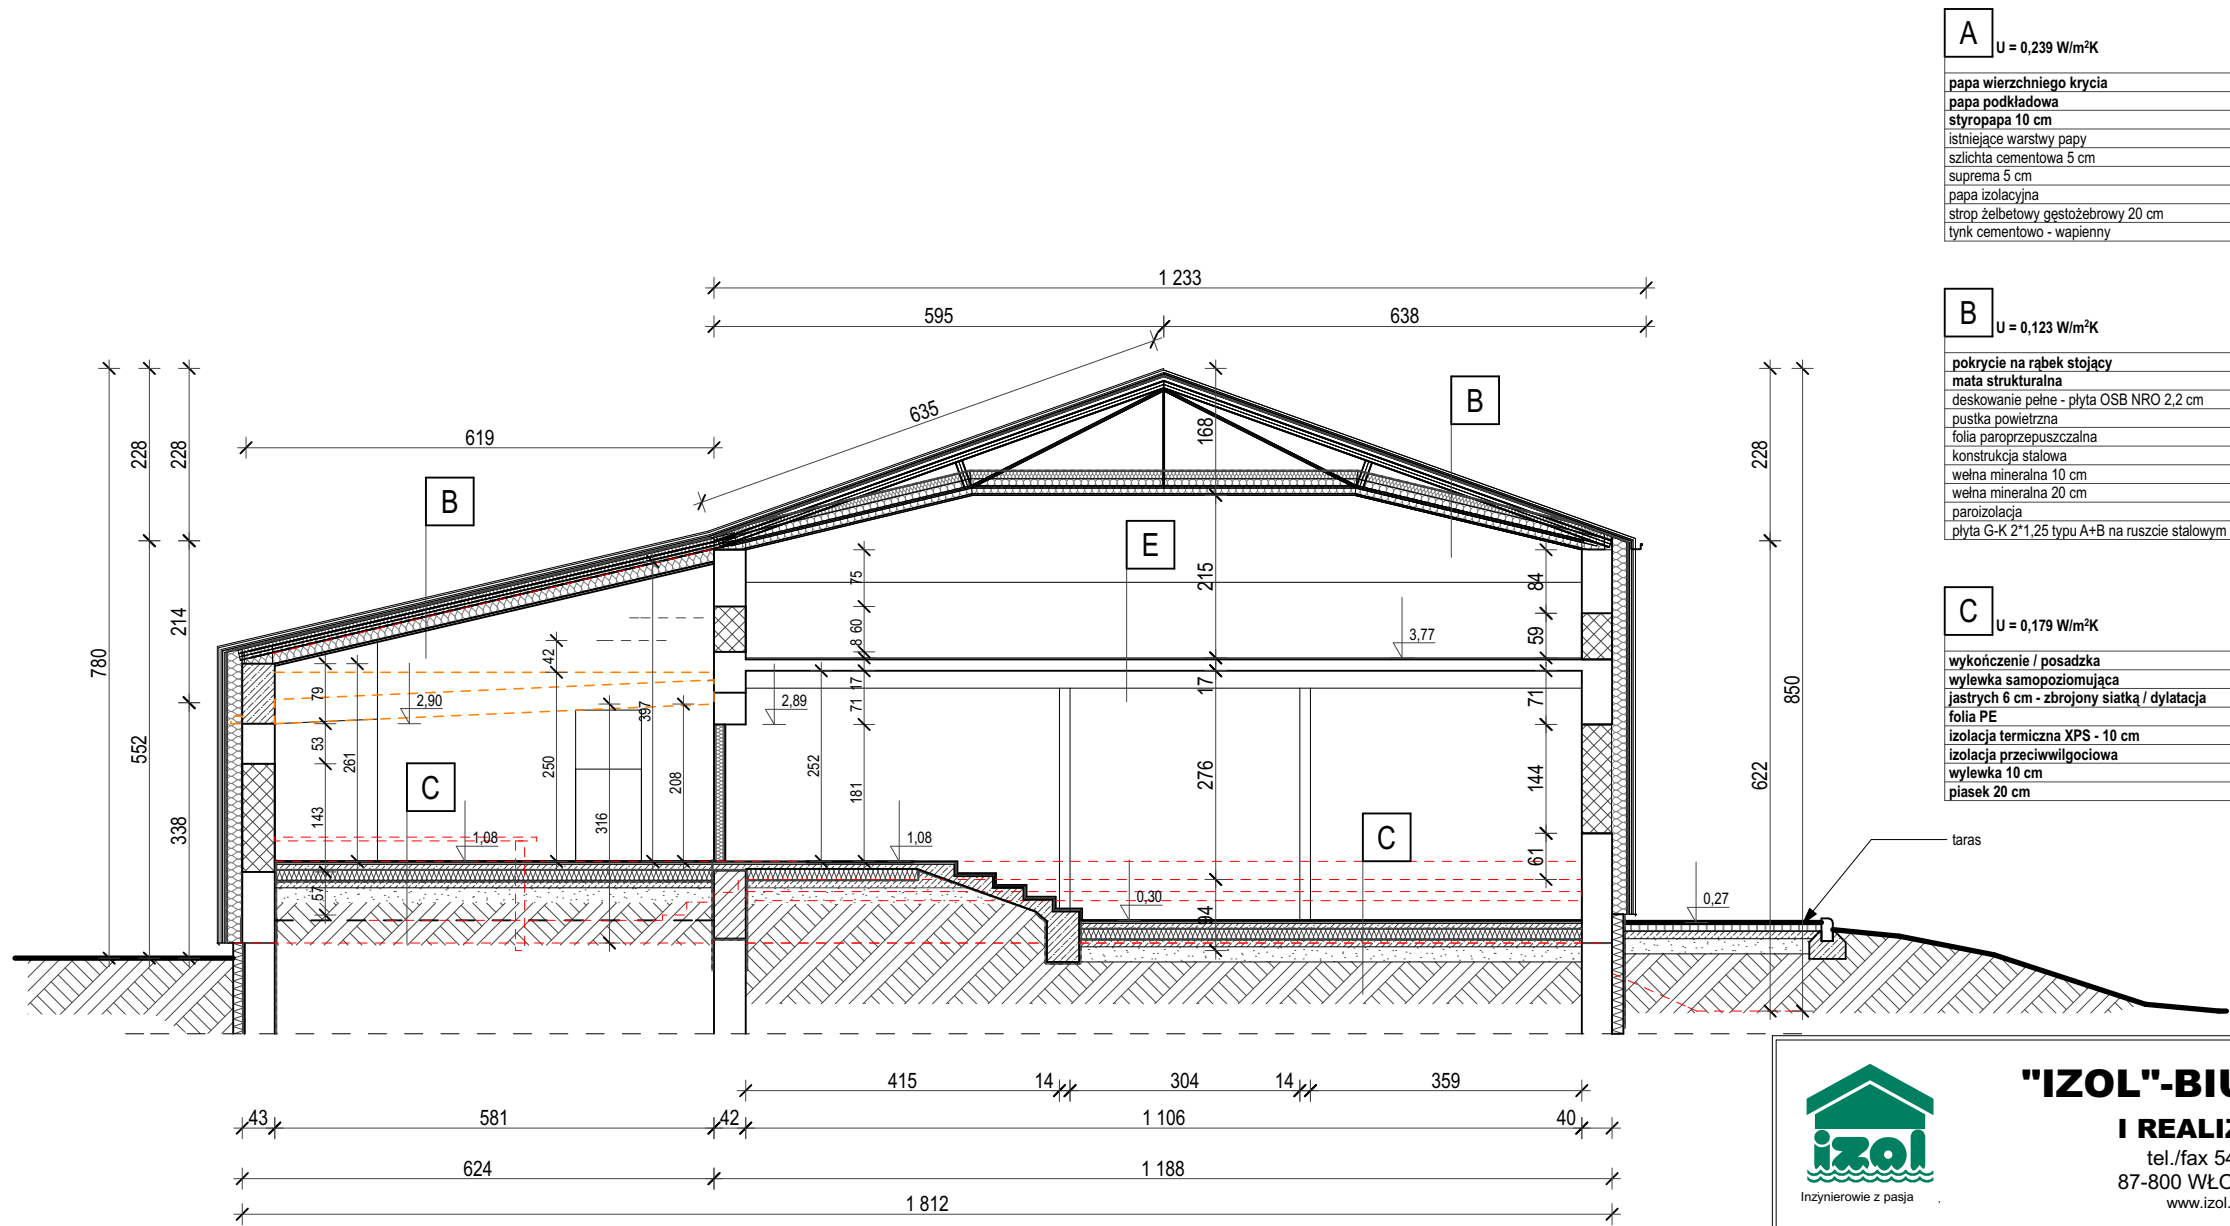 A
U = 0,239 W/m²K
papa wierzchniego krycia
papa podkładowa
styropapa 10 cm
istniejące warstwy papy
szlichta cementowa 5 cm
suprema 5 cm
papa izolacyjna
strop żelbetowy gęstożebrowy 20 cm
tynk cementowo - wapienny
B
U = 0,123 W/m²K
pokrycie na rąbek stojący
mata strukturalna
deskowanie pełne - płyta OSB NRO 2,2 cm
pustka powietrzna
folia paroprzepuszczalna
konstrukcja stalowa
wełna mineralna 10 cm
wełna mineralna 20 cm
paroizolacja
płyta G-K 2*1,25 typu A+B na ruszcie stalowym
C
U = 0,179 W/m²K
wykończenie / posadzka
wylewka samopoziomująca
jastrych 6 cm - zbrojony siatką / dylatacja
folia PE
izolacja termiczna XPS - 10 cm
izolacja przeciwwilgociowa
wylewka 10 cm
piasek 20 cm
taras
1 233
595 638
635
619
168
B
B
E
C
C
780
228
552
228
214
338
228
622
850
75
60
8
17
71
181
252
215
17
276
94
84
59
71
144
61
3,77
2,90
2,89
1,08
1,08
0,30
0,27
79
53
143
57
261
42
250
316
397
208
415 14 304 14 359
43 581 42 1 106 40
624 1 188
1 812
izol
Inzynierowie z pasja
"IZOL"-BIU
I REALIZ
tel./fax 54
87-800 WŁO
www.izol.